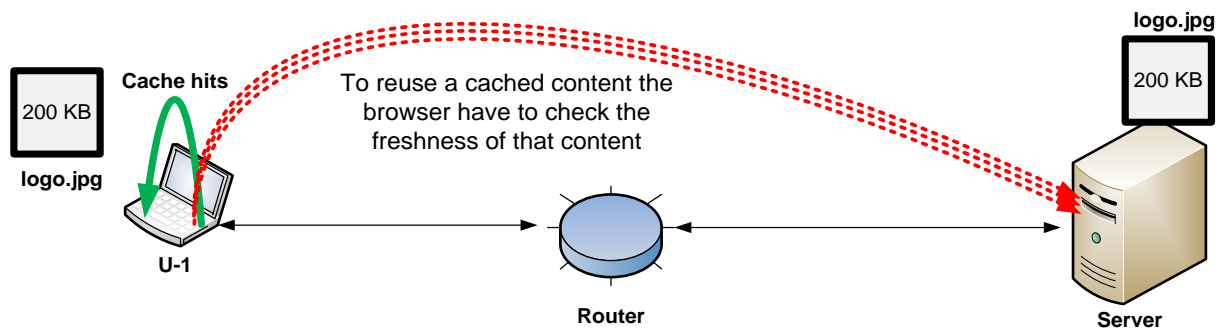 logo.jpg
200 KB
Cache hits
200 KB
logo.jpg
To reuse a cached content the
browser have to check the
freshness of that content
U-1
Router
Server